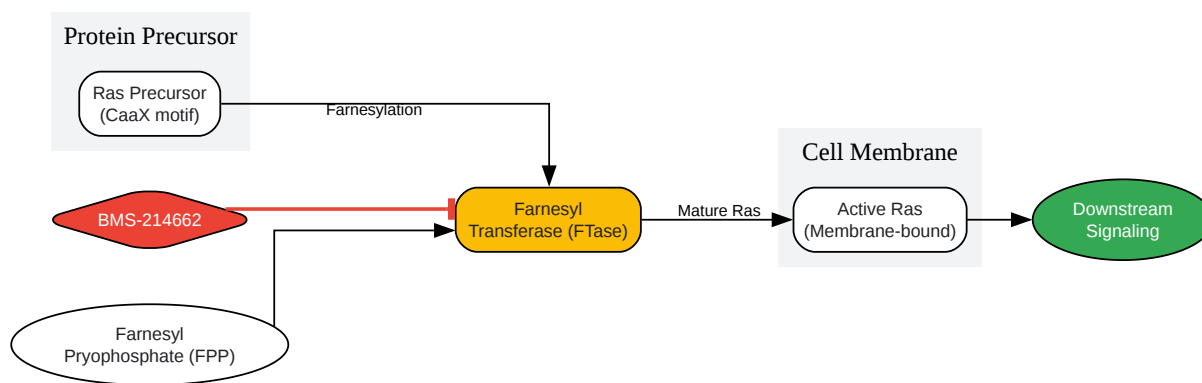 Protein Precursor
Ras Precursor
(CaaX motif)
Farnesylation
BMS-214662
Farnesyl
Pryophosphate (FPP)
Farnesyl
Transferase (FTase)
Mature Ras
Cell Membrane
Active Ras
(Membrane-bound)
Downstream
Signaling